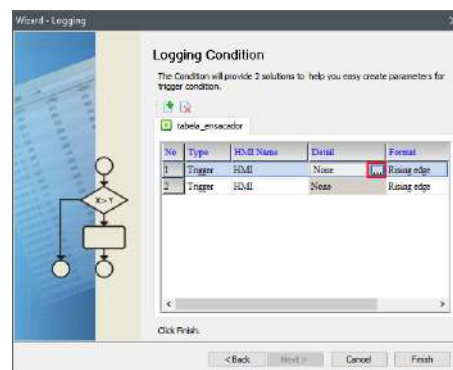 Wizard - Logging
Logging Condition
The Condition will provide 2 solutions to help you easy create parameters for
trigger condition.
tabela_ensacador
No Type HMI Name Detail Format
1 Trigger HMI None ... Rising edge
2 Trigger HMI None Rising edge
X>Y
Click Finish.
<Back Next > Cancel Finish